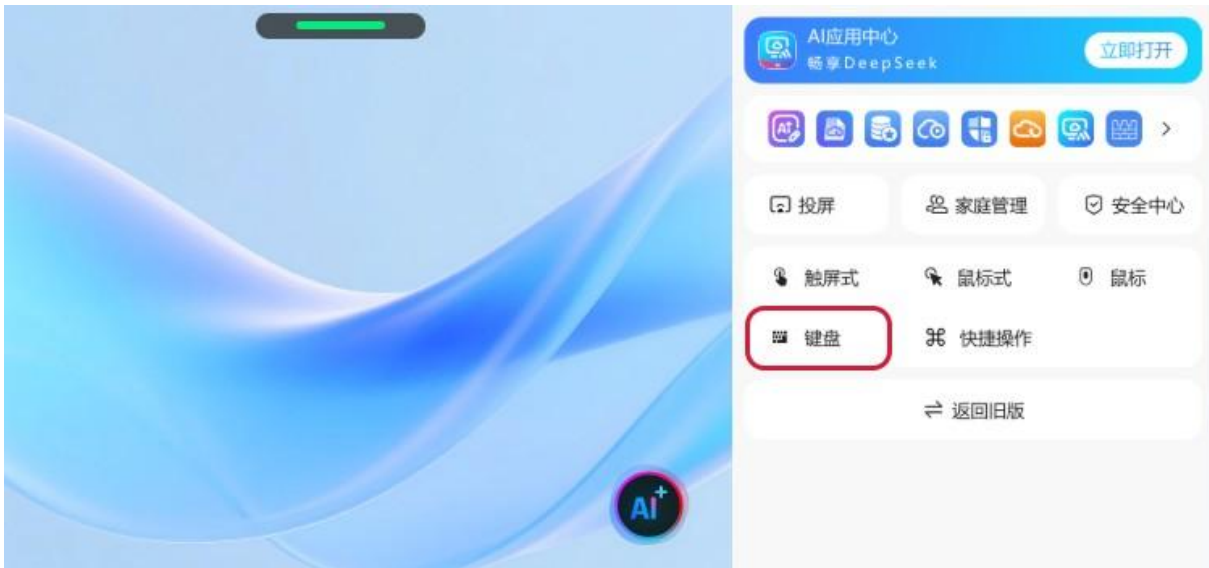 AI应用中心
畅享DeepSeek
立即打开
投屏
家庭管理
安全中心
触屏式
鼠标式
鼠标
键盘
快捷操作
返回旧版
AI+